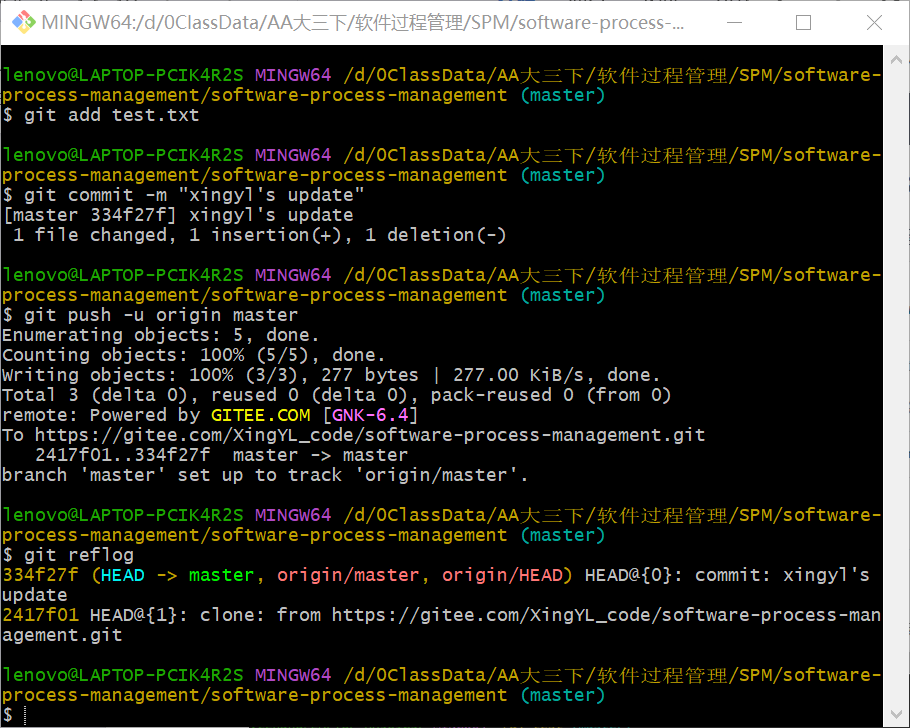 MINGW64:/d/0ClassData/AA大三下/软件过程管理/SPM/software-process-...
lenovo@LAPTOP-PCIK4R2S MINGW64 /d/0ClassData/AA大三下/软件过程管理/SPM/software-
process-management/software-process-management (master)
$ git add test.txt
lenovo@LAPTOP-PCIK4R2S MINGW64 /d/0ClassData/AA大三下/软件过程管理/SPM/software-
process-management/software-process-management (master)
$ git commit -m "xingyl's update"
[master 334f27f] xingyl's update
 1 file changed, 1 insertion(+), 1 deletion(-)
lenovo@LAPTOP-PCIK4R2S MINGW64 /d/0ClassData/AA大三下/软件过程管理/SPM/software-
process-management/software-process-management (master)
$ git push -u origin master
Enumerating objects: 5, done.
Counting objects: 100% (5/5), done.
Writing objects: 100% (3/3), 277 bytes | 277.00 KiB/s, done.
Total 3 (delta 0), reused 0 (delta 0), pack-reused 0 (from 0)
remote: Powered by GITEE.COM [GNK-6.4]
To https://gitee.com/XingYL_code/software-process-management.git
   2417f01..334f27f  master -> master
branch 'master' set up to track 'origin/master'.
lenovo@LAPTOP-PCIK4R2S MINGW64 /d/0ClassData/AA大三下/软件过程管理/SPM/software-
process-management/software-process-management (master)
$ git reflog
334f27f (HEAD -> master, origin/master, origin/HEAD) HEAD@{0}: commit: xingyl's
update
2417f01 HEAD@{1}: clone: from https://gitee.com/XingYL_code/software-process-man
agement.git
lenovo@LAPTOP-PCIK4R2S MINGW64 /d/0ClassData/AA大三下/软件过程管理/SPM/software-
process-management/software-process-management (master)
$